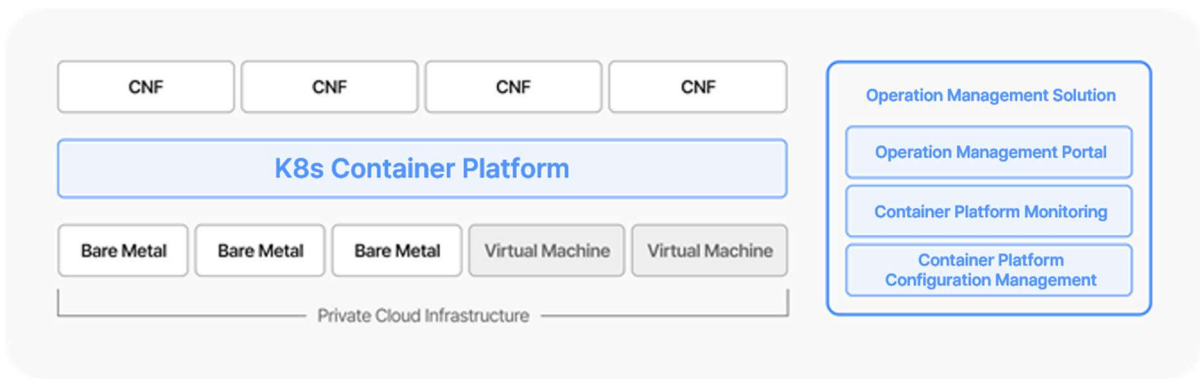 CNF
CNF
CNF
CNF
K8s Container Platform
Bare Metal
Bare Metal
Bare Metal
Virtual Machine
Virtual Machine
Private Cloud Infrastructure
Operation Management Solution
Operation Management Portal
Container Platform Monitoring
Container Platform
Configuration Management